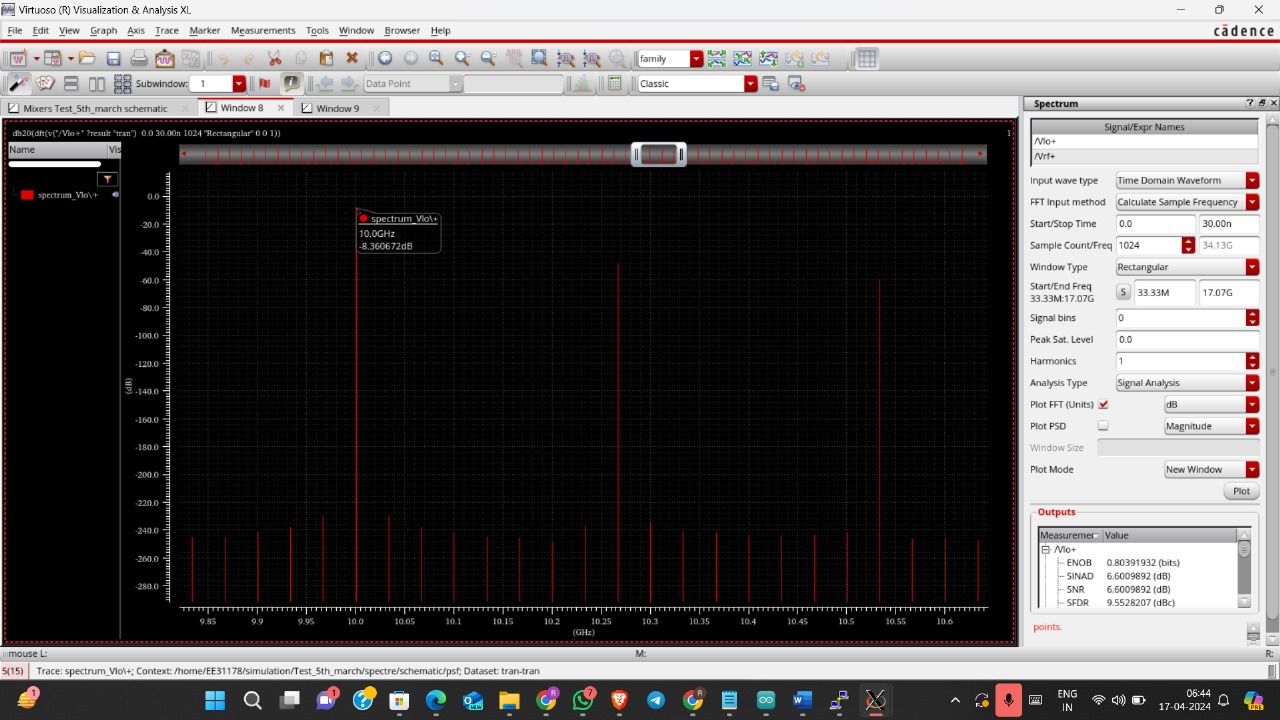 Virtuoso (R) Visualization & Analysis XL
File Edit View Graph Axis Trace Marker Measurements Tools Window Browser Help
cādence
family
Subwindow: 1
Data Point
Classic
Mixers Test_5th_march schematic
Window 8
Window 9
db20(dft(v("/Vlo+" ?result "tran") 0.0 30.00n 1024 "Rectangular" 0 0 1))
1
Name Vis
spectrum_Vlo\+
0.0
-20.0
-40.0
-60.0
-80.0
-100.0
-120.0
-140.0
-160.0
-180.0
-200.0
-220.0
-240.0
-260.0
-280.0
(dB)
spectrum_Vlo\+
10.0GHz
-8.360672dB
9.85 9.9 9.95 10.0 10.05 10.1 10.15 10.2 10.25 10.3 10.35 10.4 10.45 10.5 10.55 10.6
(GHz)
Spectrum
Signal/Expr Names
/Vlo+
/Vrf+
Input wave type Time Domain Waveform
FFT Input method Calculate Sample Frequency
Start/Stop Time 0.0 30.00n
Sample Count/Freq 1024 34.13G
Window Type Rectangular
Start/End Freq
33.33M:17.07G S 33.33M 17.07G
Signal bins 0
Peak Sat. Level 0.0
Harmonics 1
Analysis Type Signal Analysis
Plot FFT (Units) dB
Plot PSD Magnitude
Window Size
Plot Mode New Window
Plot
Outputs
Measuremen Value
/Vlo+
ENOB 0.80391932 (bits)
SINAD 6.6009892 (dB)
SNR 6.6009892 (dB)
SFDR 9.5528207 (dBc)
points.
mouse L: M: R:
5(15) Trace: spectrum_Vlo\+; Context: /home/EE31178/simulation/Test_5th_march/spectre/schematic/psf; Dataset: tran-tran
ENG
IN
06:44
17-04-2024